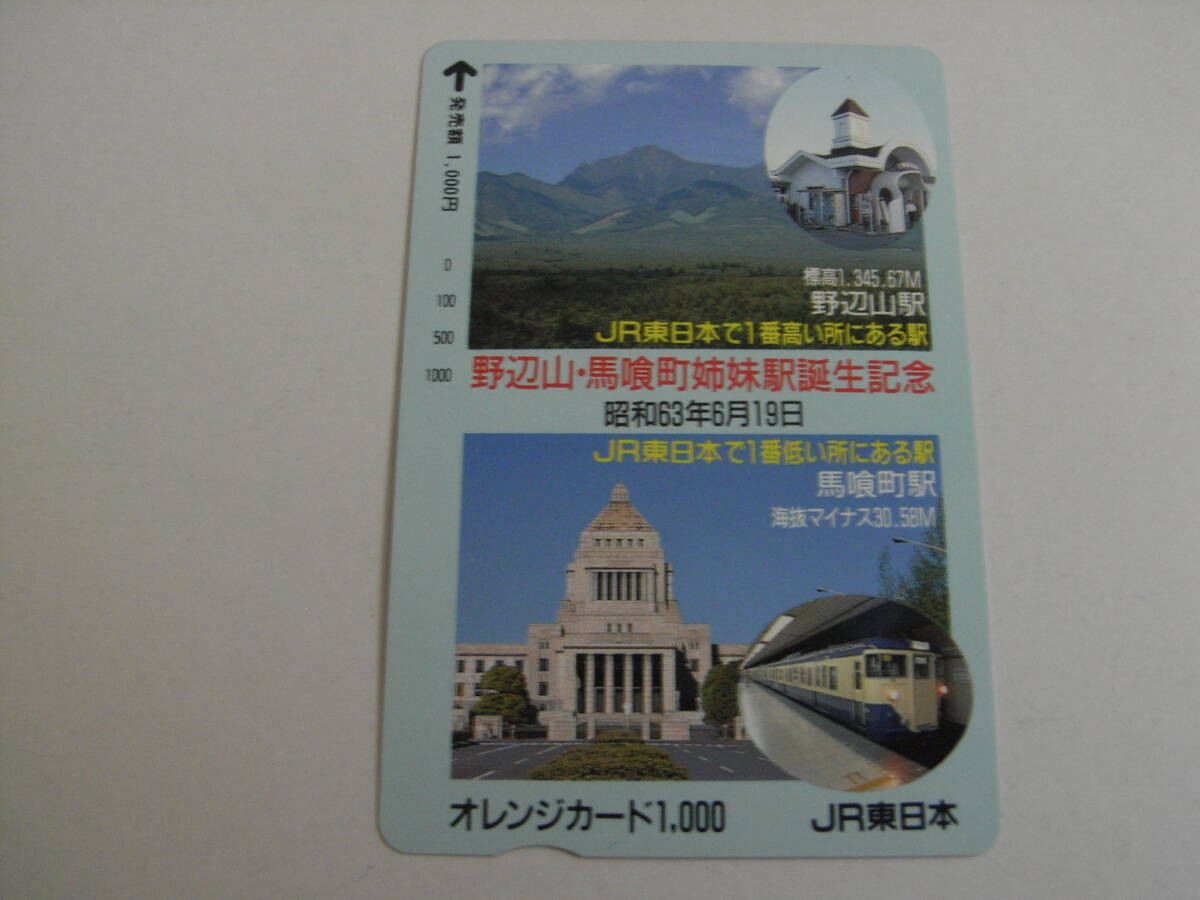 発売額 1,000円
0
100
500
1000
標高1,345.67M
野辺山駅
JR東日本で1番高い所にある駅
野辺山・馬喰町姉妹駅誕生記念
昭和63年6月19日
JR東日本で1番低い所にある駅
馬喰町駅
海抜マイナス30.58M
オレンジカード1,000
JR東日本